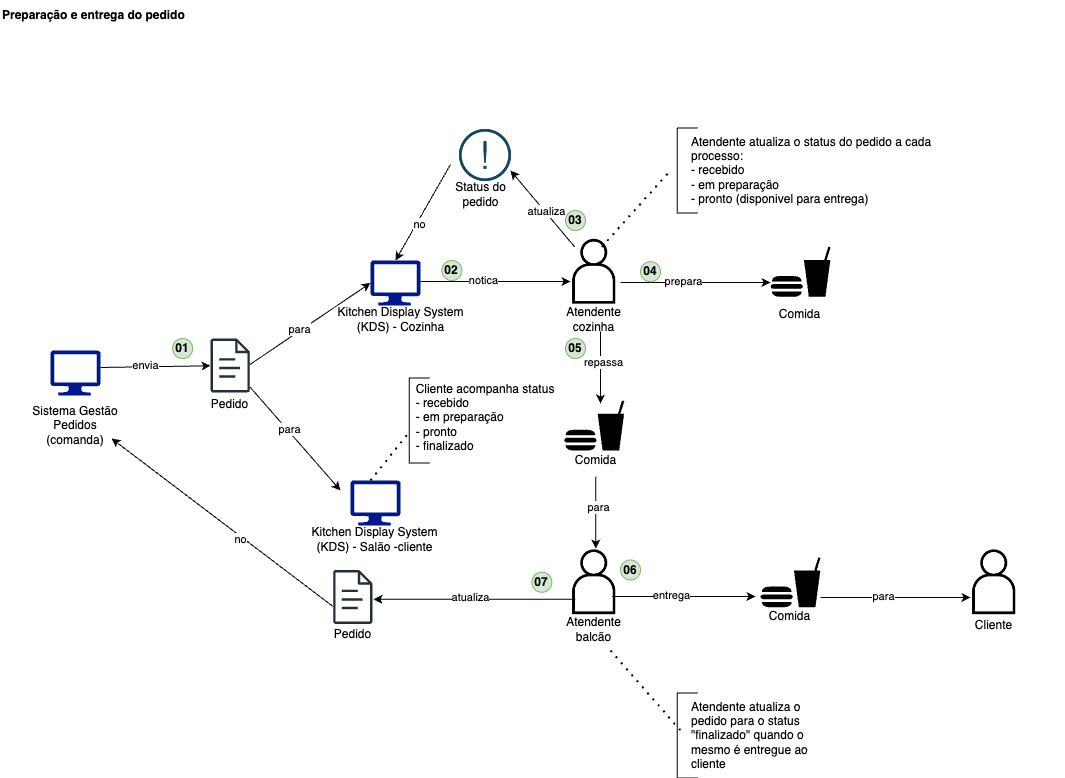 Preparação e entrega do pedido
Atendente atualiza o status do pedido a cada
processo:
- recebido
- em preparação
- pronto (disponivel para entrega)
Status do
pedido
atualiza
03
no
02
notica
04
prepara
Kitchen Display System
(KDS) - Cozinha
Atendente
cozinha
Comida
para
01
envia
05
repassa
Sistema Gestão
Pedidos
(comanda)
Pedido
Cliente acompanha status
- recebido
- em preparação
- pronto
- finalizado
para
Comida
Kitchen Display System
(KDS) - Salão -cliente
para
no
07
atualiza
06
entrega
para
Pedido
Atendente
balcão
Comida
Cliente
Atendente atualiza o
pedido para o status
"finalizado" quando o
mesmo é entregue ao
cliente